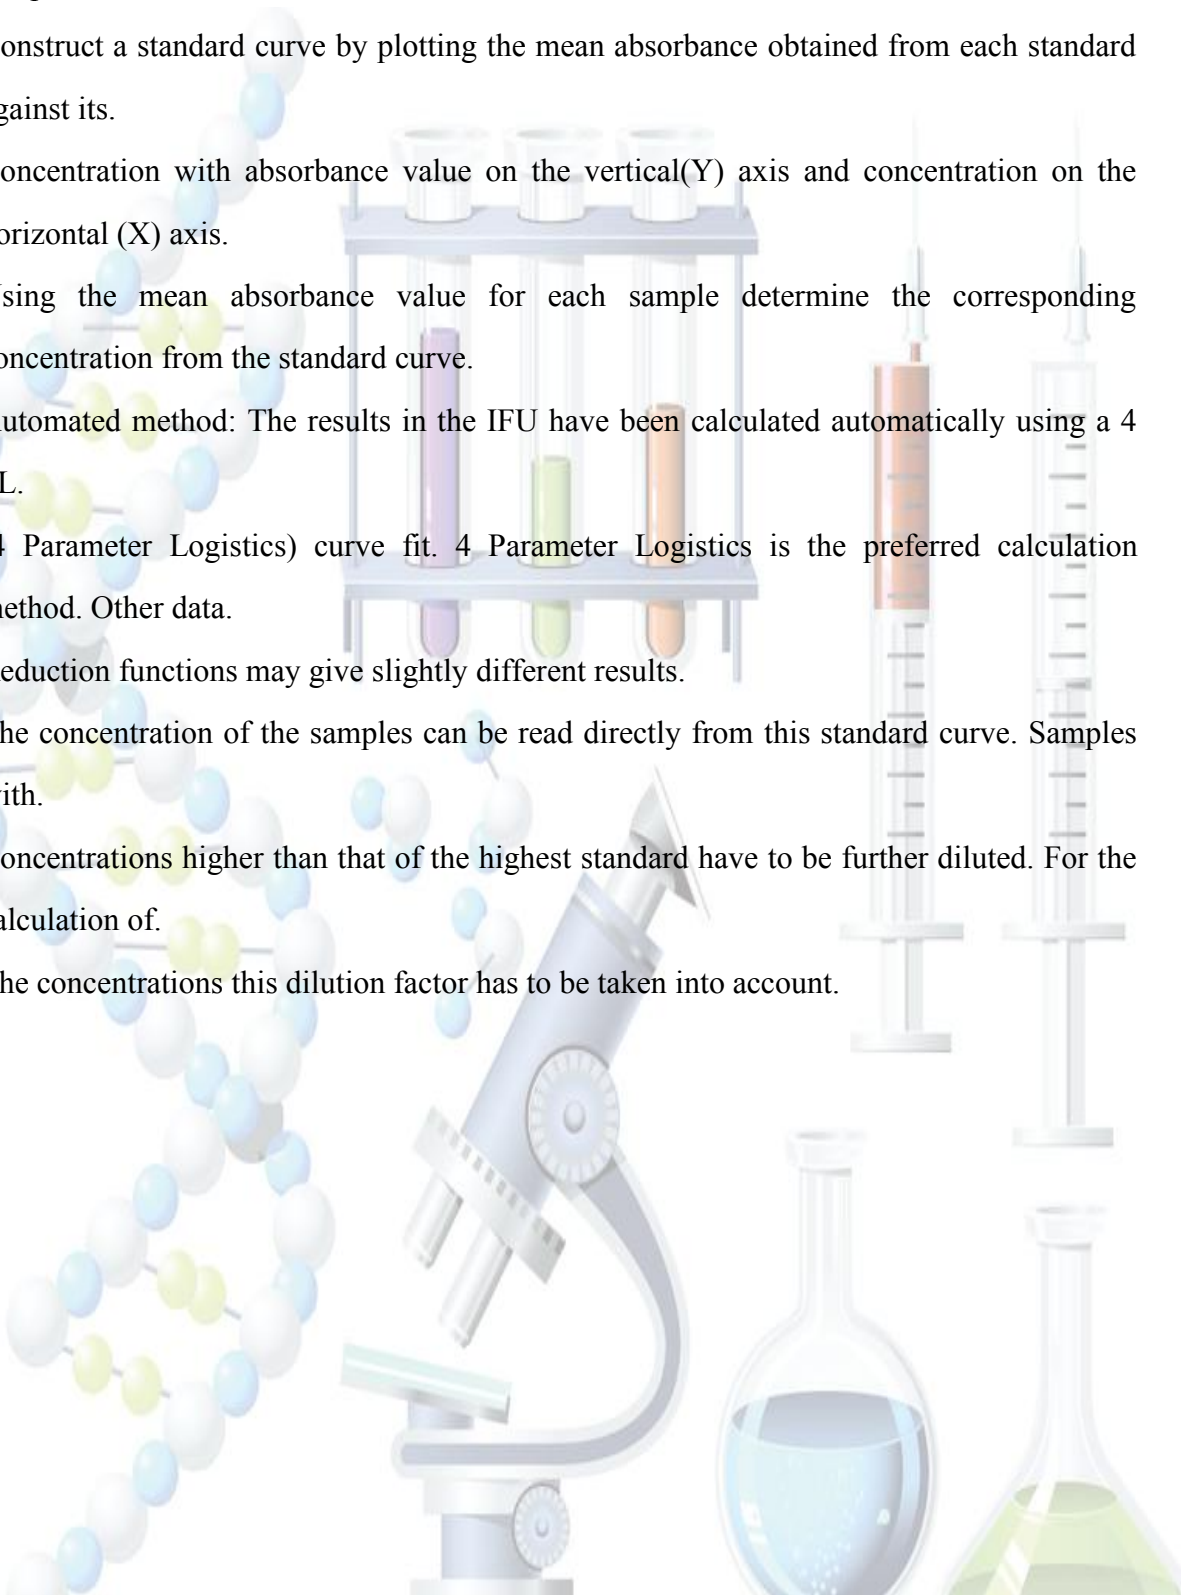 onstruct a standard curve by plotting the mean absorbance obtained from each standard
gainst its.
oncentration with absorbance value on the vertical(Y) axis and concentration on the
orizontal (X) axis.
sing the mean absorbance value for each sample determine the corresponding
oncentration from the standard curve.
utomated method: The results in the IFU have been calculated automatically using a 4
L.
4 Parameter Logistics) curve fit. 4 Parameter Logistics is the preferred calculation
ethod. Other data.
eduction functions may give slightly different results.
he concentration of the samples can be read directly from this standard curve. Samples
ith.
oncentrations higher than that of the highest standard have to be further diluted. For the
alculation of.
he concentrations this dilution factor has to be taken into account.